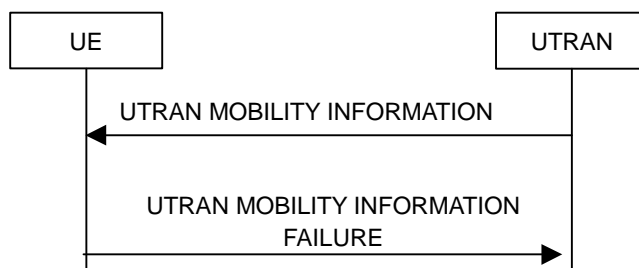 UE
UTRAN
UTRAN MOBILITY INFORMATION
UTRAN MOBILITY INFORMATION
FAILURE